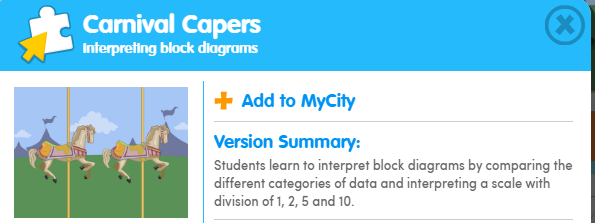 Carnival Capers
Interpreting block diagrams
Add to MyCity
Version Summary:
Students learn to interpret block diagrams by comparing the
different categories of data and interpreting a scale with
division of 1, 2, 5 and 10.